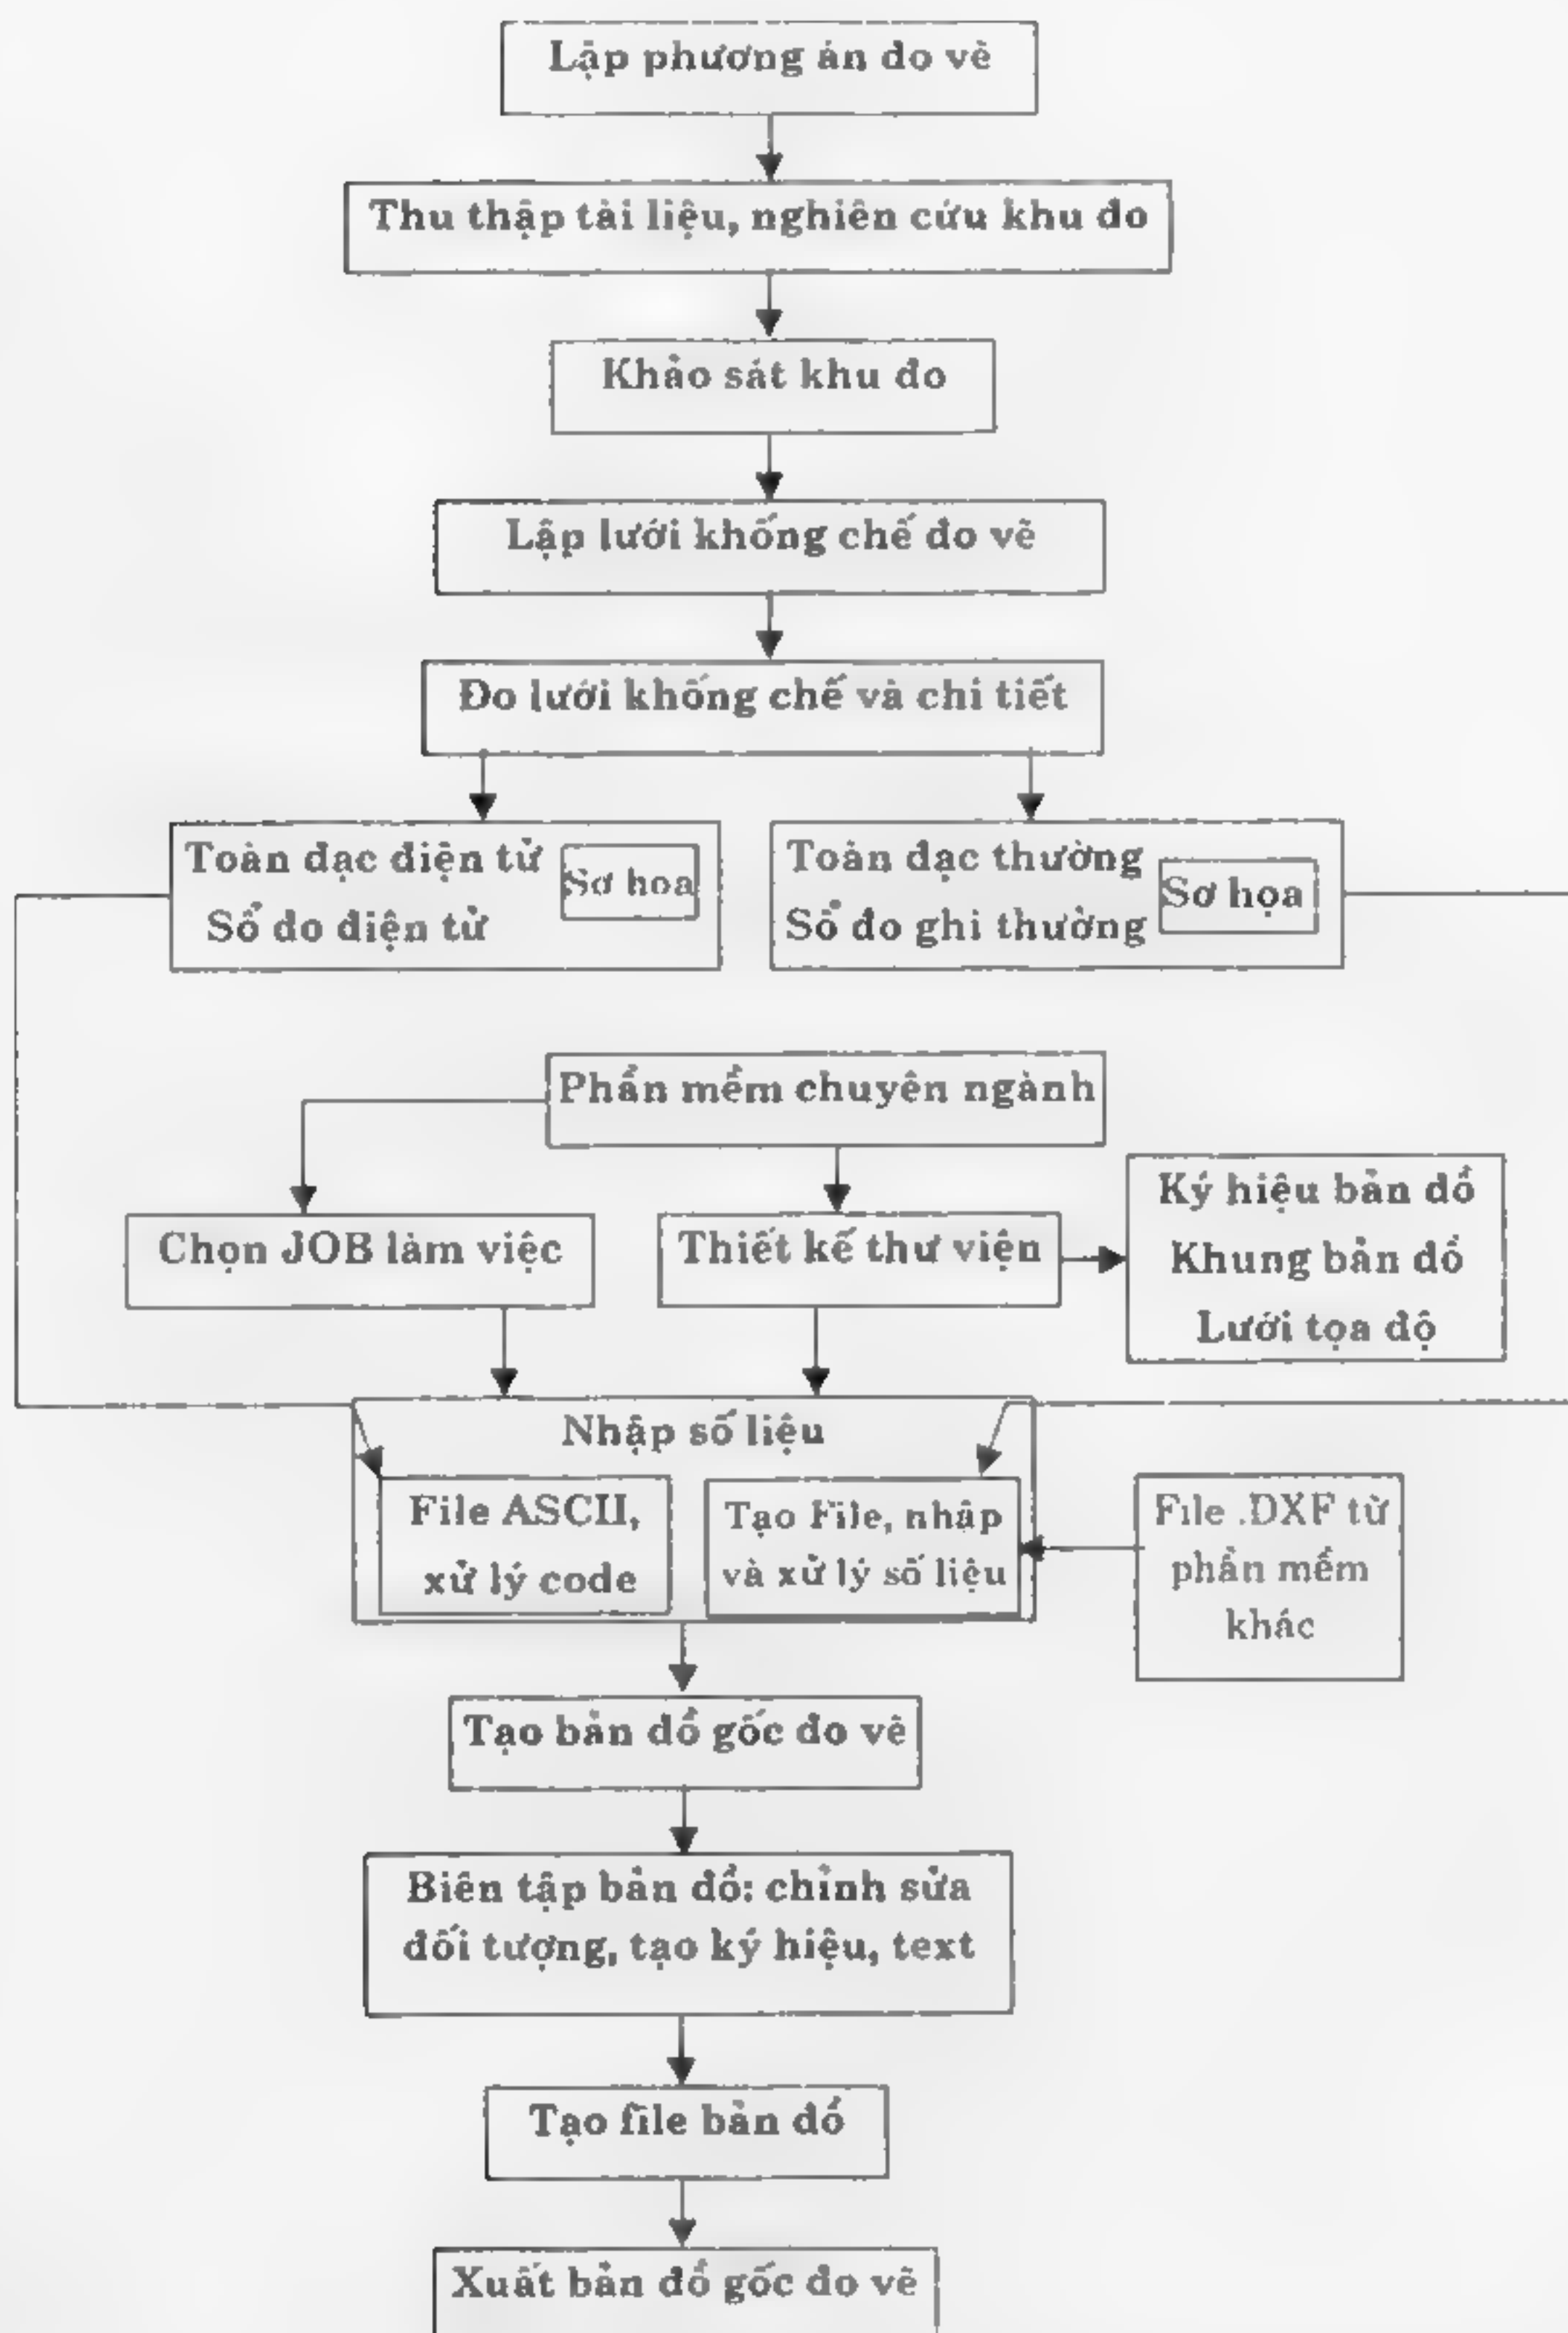 Lập phương án đo vẽ
Thu thập tài liệu, nghiên cứu khu đo
Khảo sát khu đo
Lập lưới khống chế đo vẽ
Đo lưới khống chế và chi tiết
Toàn đạc điện tử
Sổ đo điện tử
Sơ hoạ
Toàn đạc thường
Sổ đo ghi thường
Sơ họa
Phần mềm chuyên ngành
Chọn JOB làm việc
Thiết kế thư viện
Ký hiệu bản đồ
Khung bản đồ
Lưới tọa độ
Nhập số liệu
File ASCII,
xử lý code
Tạo File, nhập
và xử lý số liệu
File .DXF từ
phần mềm
khác
Tạo bản đồ gốc đo vẽ
Biên tập bản đồ: chỉnh sửa
đối tượng, tạo ký hiệu, text
Tạo file bản đồ
Xuất bản đồ gốc đo vẽ